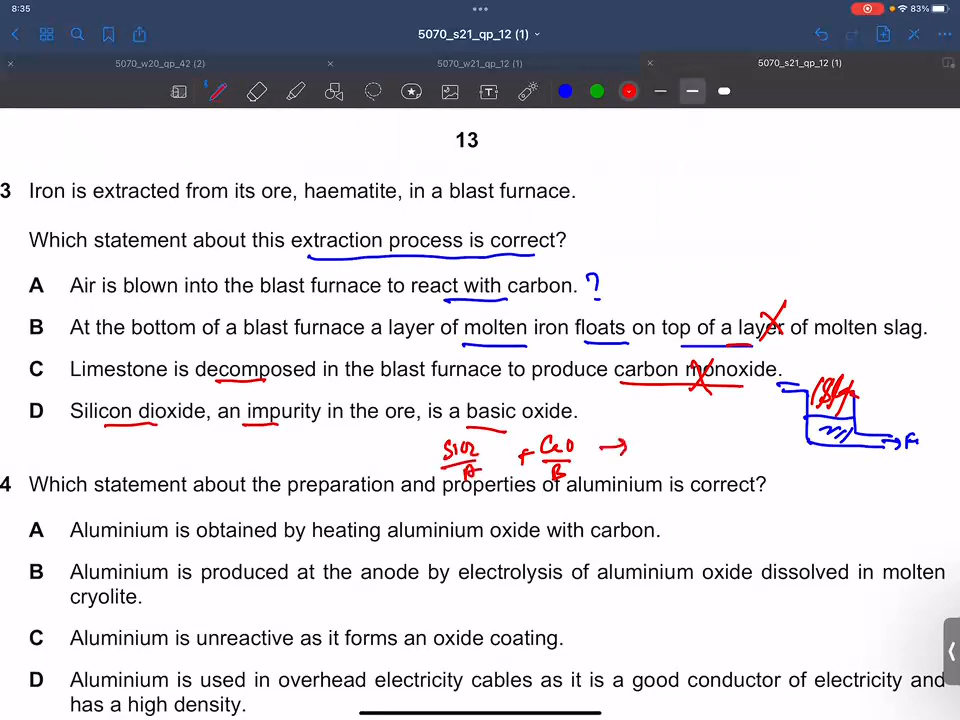 8:35
83%
5070_s21_qp_12 (1)
5070_w20_qp_42 (2)
5070_w21_qp_12 (1)
5070_s21_qp_12 (1)
13
3 Iron is extracted from its ore, haematite, in a blast furnace.
Which statement about this extraction process is correct?
A Air is blown into the blast furnace to react with carbon. ?
B At the bottom of a blast furnace a layer of molten iron floats on top of a layer of molten slag.
C Limestone is decomposed in the blast furnace to produce carbon monoxide.
D Silicon dioxide, an impurity in the ore, is a basic oxide.
SiO2 + CaO →
A B
Fe
4 Which statement about the preparation and properties of aluminium is correct?
A Aluminium is obtained by heating aluminium oxide with carbon.
B Aluminium is produced at the anode by electrolysis of aluminium oxide dissolved in molten
cryolite.
C Aluminium is unreactive as it forms an oxide coating.
D Aluminium is used in overhead electricity cables as it is a good conductor of electricity and
has a high density.